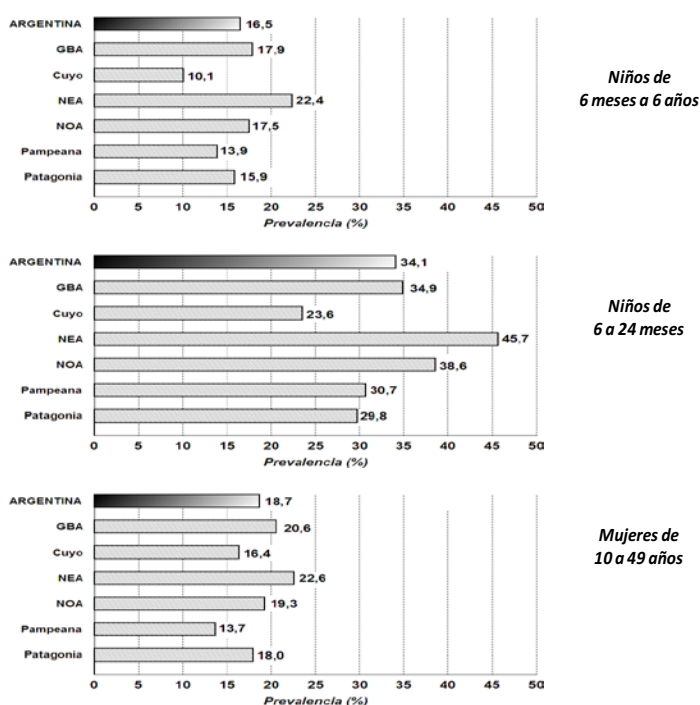 ARGENTINA 16,5
GBA 17,9
Cuyo 10,1
NEA 22,4
NOA 17,5
Pampeana 13,9
Patagonia 15,9
0 5 10 15 20 25 30 35 40 45 50
Prevalencia (%)
Niños de
6 meses a 6 años
ARGENTINA 34,1
GBA 34,9
Cuyo 23,6
NEA 45,7
NOA 38,6
Pampeana 30,7
Patagonia 29,8
0 5 10 15 20 25 30 35 40 45 50
Prevalencia (%)
Niños de
6 a 24 meses
ARGENTINA 18,7
GBA 20,6
Cuyo 16,4
NEA 22,6
NOA 19,3
Pampeana 13,7
Patagonia 18,0
0 5 10 15 20 25 30 35 40 45 50
Prevalencia (%)
Mujeres de
10 a 49 años